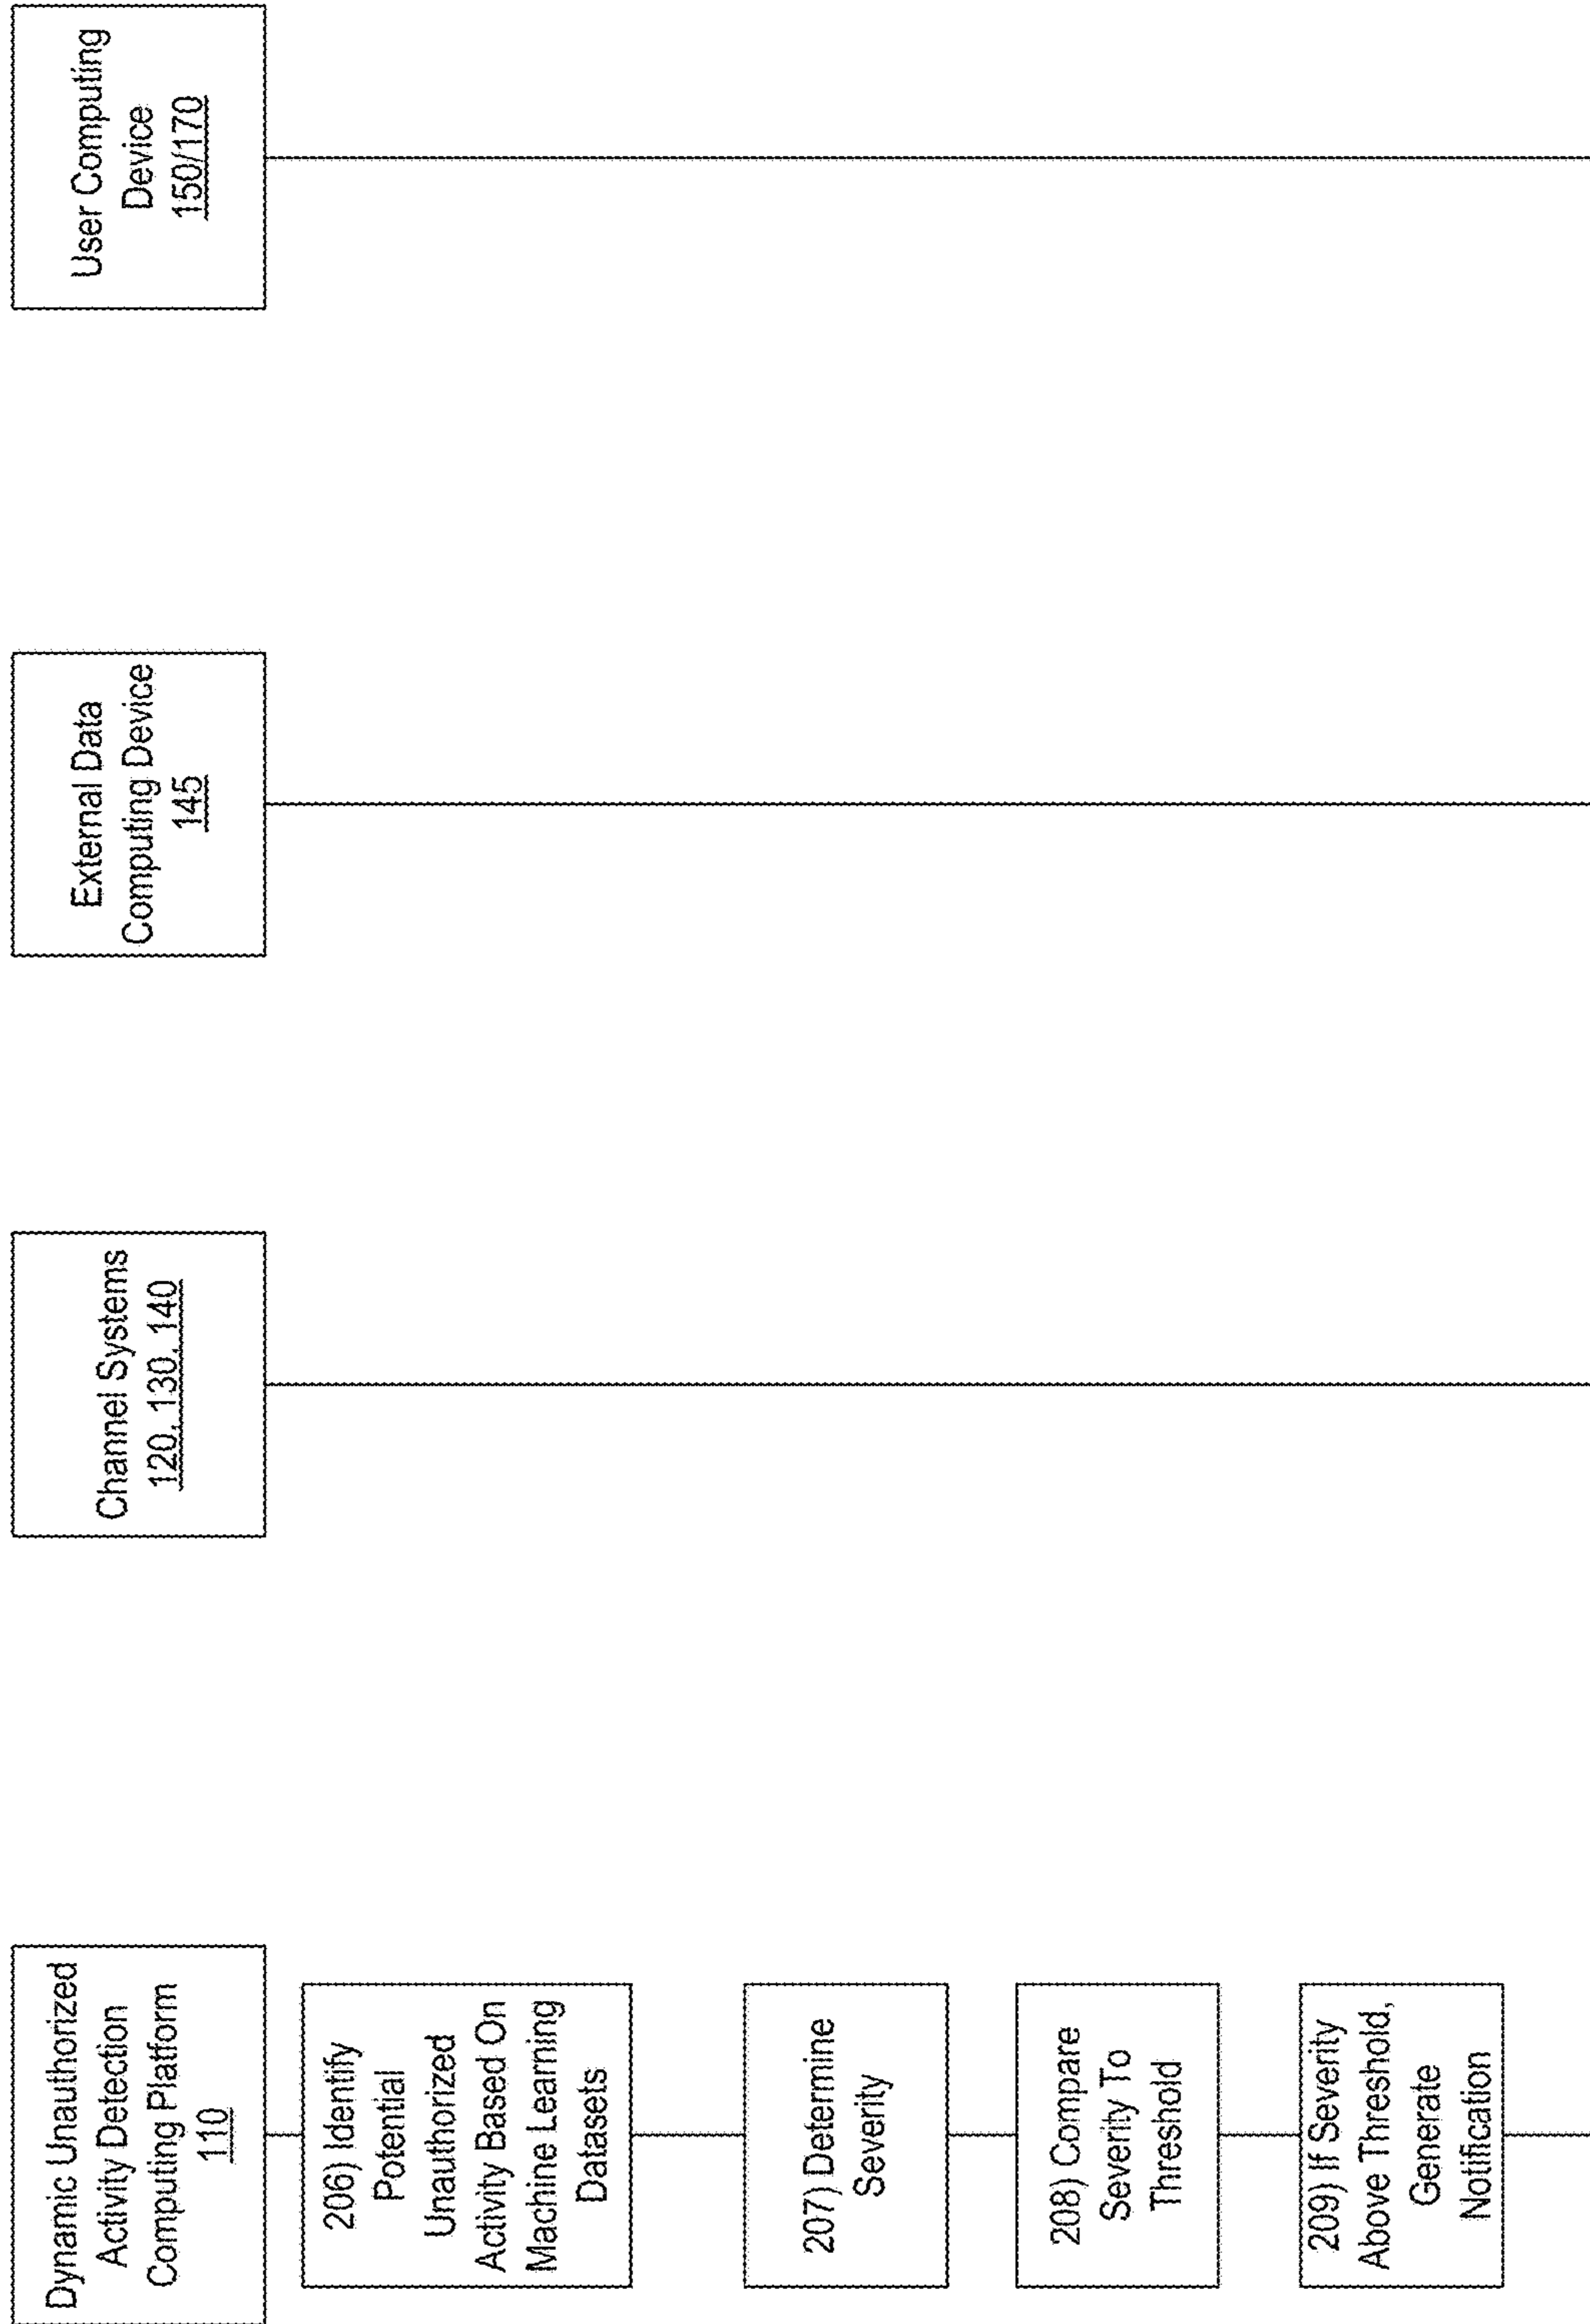 Dynamic Unauthorized
Activity Detection
Computing Platform
110
Channel Systems
120, 130, 140
External Data
Computing Device
145
User Computing
Device
150/170
206) Identify
Potential
Unauthorized
Activity Based On
Machine Learning
Datasets
207) Determine
Severity
208) Compare
Severity To
Threshold
209) If Severity
Above Threshold,
Generate
Notification